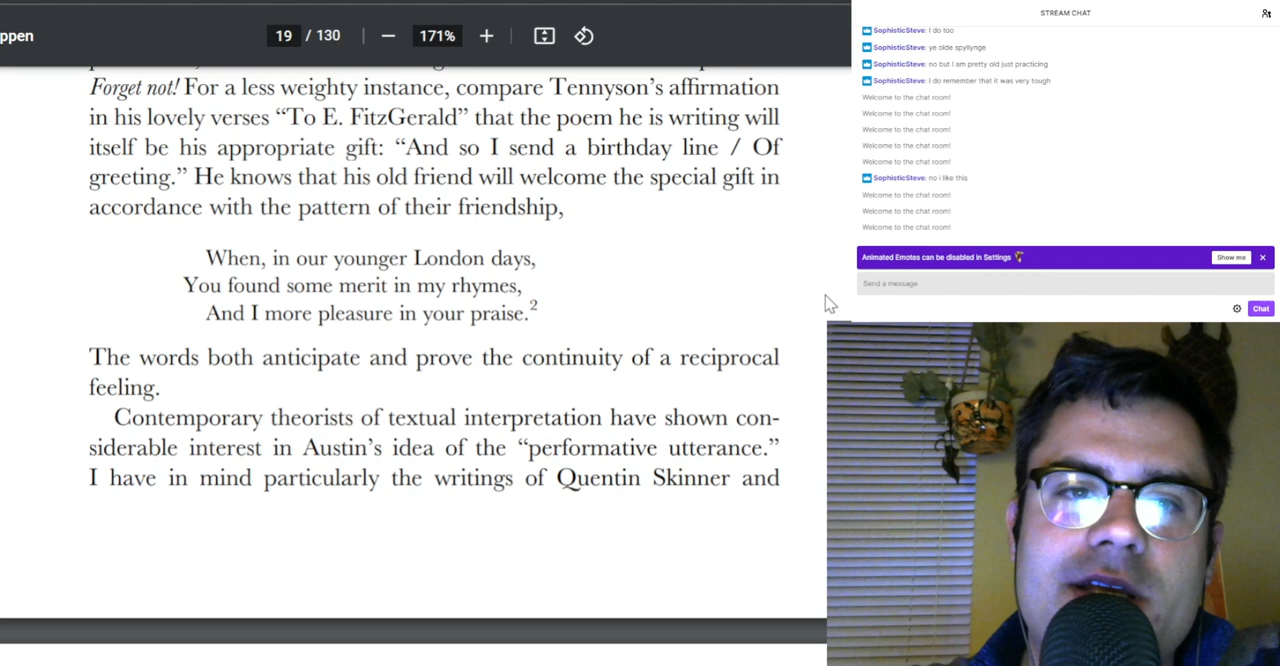 ppen
19 / 130
171%
Forget not! For a less weighty instance, compare Tennyson's affirmation
in his lovely verses “To E. FitzGerald” that the poem he is writing will
itself be his appropriate gift: “And so I send a birthday line / Of
greeting.” He knows that his old friend will welcome the special gift in
accordance with the pattern of their friendship,
When, in our younger London days,
You found some merit in my rhymes,
And I more pleasure in your praise.2
The words both anticipate and prove the continuity of a reciprocal
feeling.
Contemporary theorists of textual interpretation have shown con-
siderable interest in Austin's idea of the “performative utterance.”
I have in mind particularly the writings of Quentin Skinner and
STREAM CHAT
SophisticSteve: I do too
SophisticSteve: ye olde spyllynge
SophisticSteve: no but I am pretty old just practicing
SophisticSteve: I do remember that it was very tough
Welcome to the chat room!
Welcome to the chat room!
Welcome to the chat room!
Welcome to the chat room!
Welcome to the chat room!
SophisticSteve: no i like this
Welcome to the chat room!
Welcome to the chat room!
Welcome to the chat room!
Animated Emotes can be disabled in Settings
Show me
Send a message
Chat